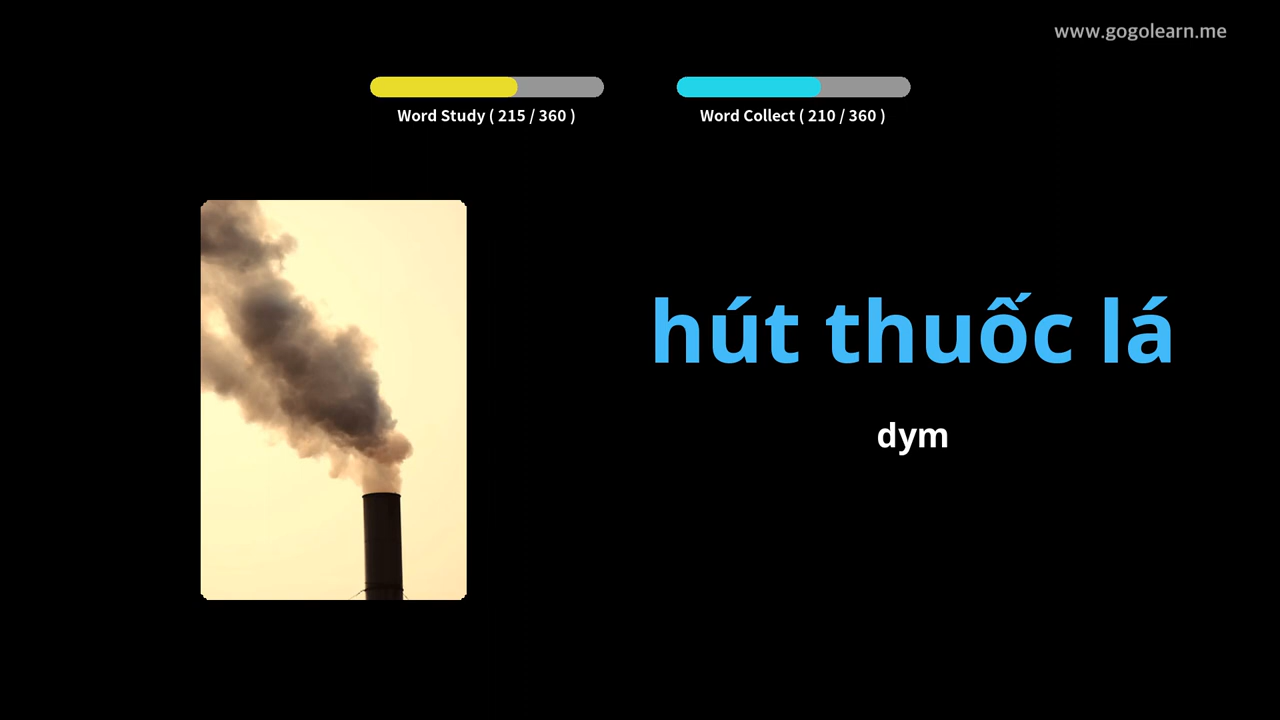 www.gogolearn.me
Word Study ( 215 / 360 )
Word Collect ( 210 / 360 )
hút thuốc lá
dym